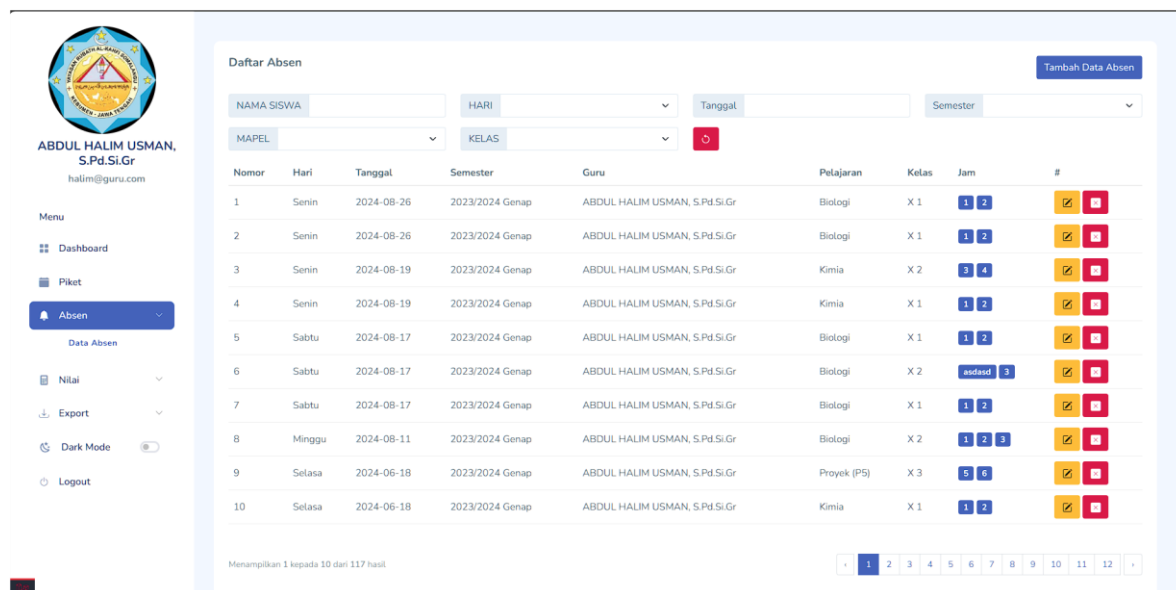 Daftar Absen
Tambah Data Absen
NAMA SISWA HARI Tanggal Semester
MAPEL KELAS
ABDUL HALIM USMAN,
S.Pd.Si.Gr
halim@guru.com
Menu
Dashboard
Piket
Absen
Data Absen
Nilai
Export
Dark Mode
Logout
Nomor Hari Tanggal Semester Guru Pelajaran Kelas Jam #
1 Senin 2024-08-26 2023/2024 Genap ABDUL HALIM USMAN, S.Pd.Si.Gr Biologi X 1 1 2
2 Senin 2024-08-26 2023/2024 Genap ABDUL HALIM USMAN, S.Pd.Si.Gr Biologi X 1 1 2
3 Senin 2024-08-19 2023/2024 Genap ABDUL HALIM USMAN, S.Pd.Si.Gr Kimia X 2 3 4
4 Senin 2024-08-19 2023/2024 Genap ABDUL HALIM USMAN, S.Pd.Si.Gr Kimia X 1 1 2
5 Sabtu 2024-08-17 2023/2024 Genap ABDUL HALIM USMAN, S.Pd.Si.Gr Biologi X 1 1 2
6 Sabtu 2024-08-17 2023/2024 Genap ABDUL HALIM USMAN, S.Pd.Si.Gr Biologi X 2 asdasd 3
7 Sabtu 2024-08-17 2023/2024 Genap ABDUL HALIM USMAN, S.Pd.Si.Gr Biologi X 1 1 2
8 Minggu 2024-08-11 2023/2024 Genap ABDUL HALIM USMAN, S.Pd.Si.Gr Biologi X 2 1 2 3
9 Selasa 2024-06-18 2023/2024 Genap ABDUL HALIM USMAN, S.Pd.Si.Gr Proyek (P5) X 3 5 6
10 Selasa 2024-06-18 2023/2024 Genap ABDUL HALIM USMAN, S.Pd.Si.Gr Kimia X 1 1 2
Menampilkan 1 kepada 10 dari 117 hasil
‹ 1 2 3 4 5 6 7 8 9 10 11 12 ›